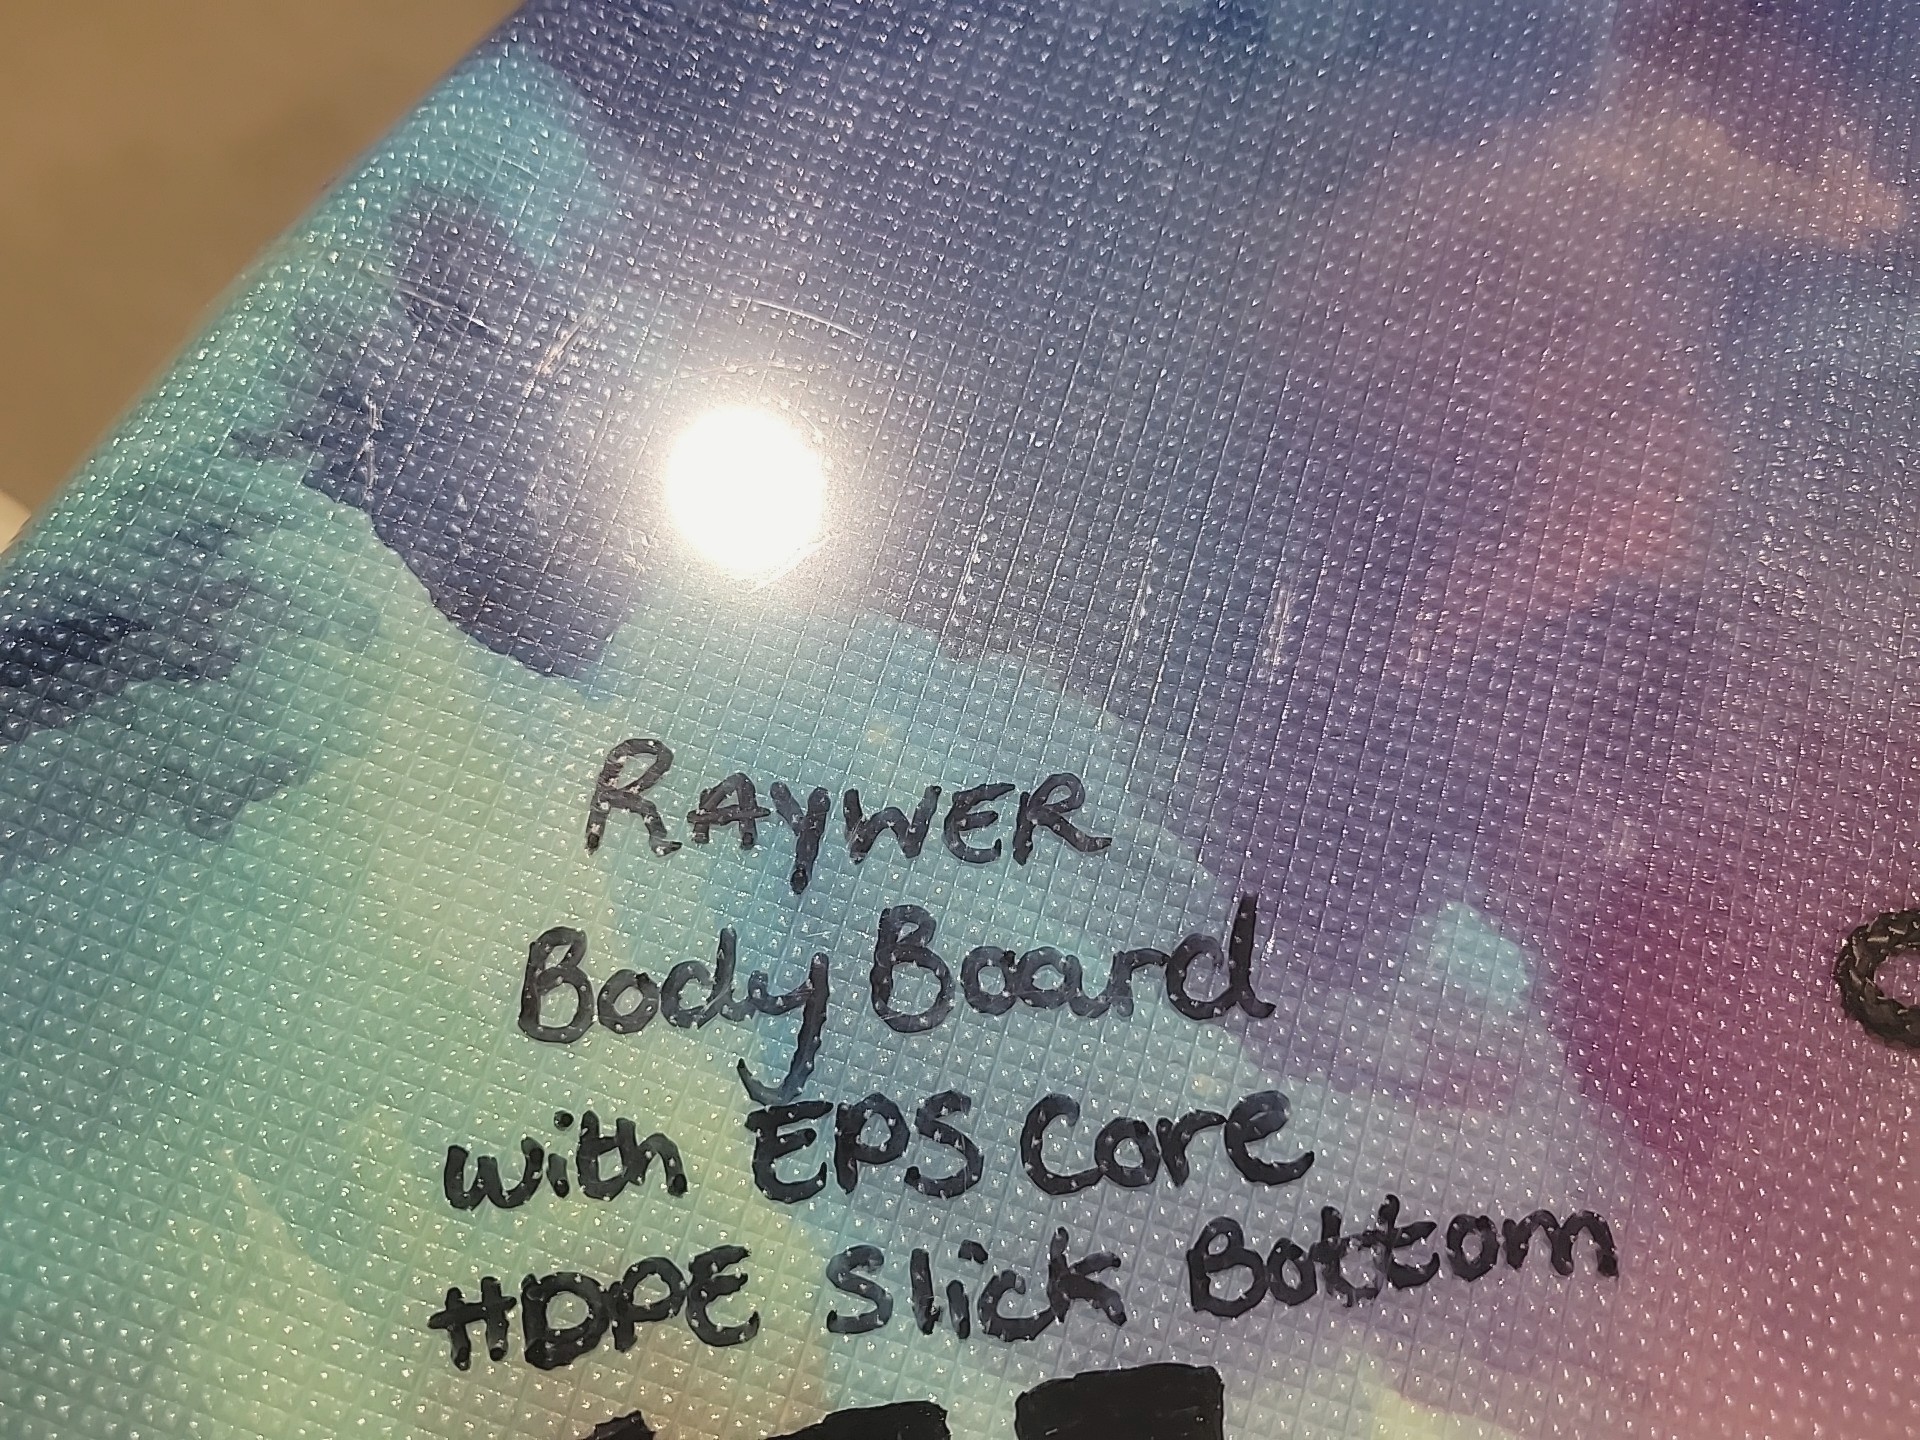 RAYWER
Body Board
with EPS Core
HDPE Slick Bottom